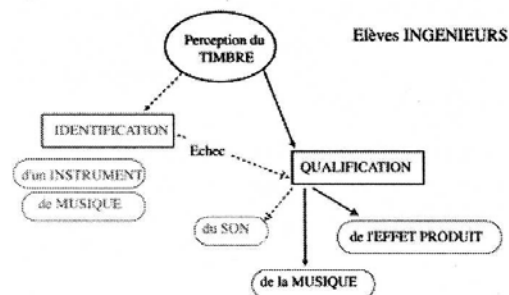 Perception du
TIMBRE
Elèves INGENIEURS
IDENTIFICATION
Echec
QUALIFICATION
d'un INSTRUMENT
de MUSIQUE
du SON
de l'EFFET PRODUIT
de la MUSIQUE